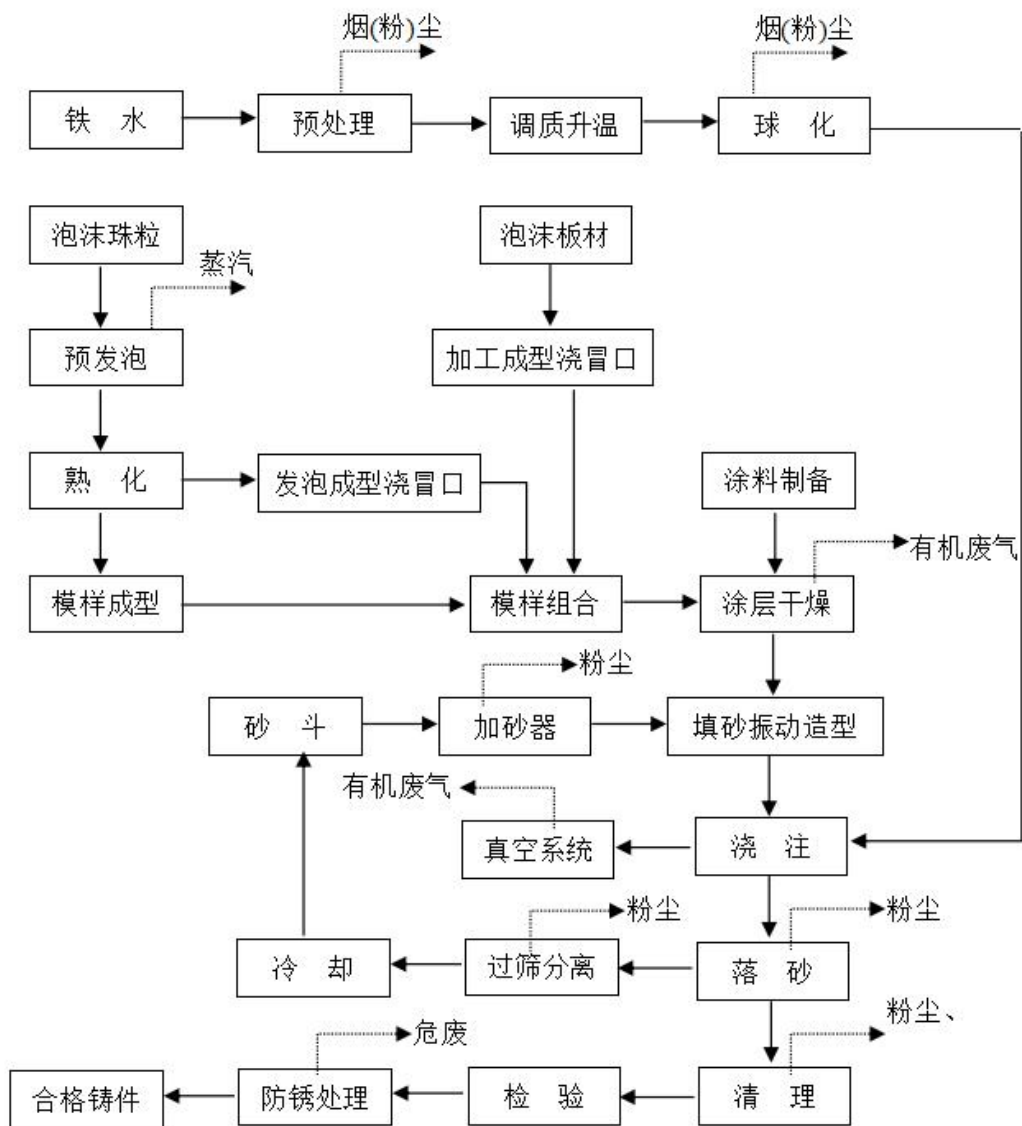 烟(粉)尘
烟(粉)尘
铁 水
预处理
调质升温
球 化
泡沫珠粒
泡沫板材
蒸汽
预发泡
加工成型浇冒口
熟 化
发泡成型浇冒口
涂料制备
有机废气
模样成型
模样组合
涂层干燥
粉尘
砂 斗
加砂器
填砂振动造型
有机废气
真空系统
浇 注
粉尘
粉尘
冷 却
过筛分离
落 砂
粉尘、
危废
合格铸件
防锈处理
检 验
清 理